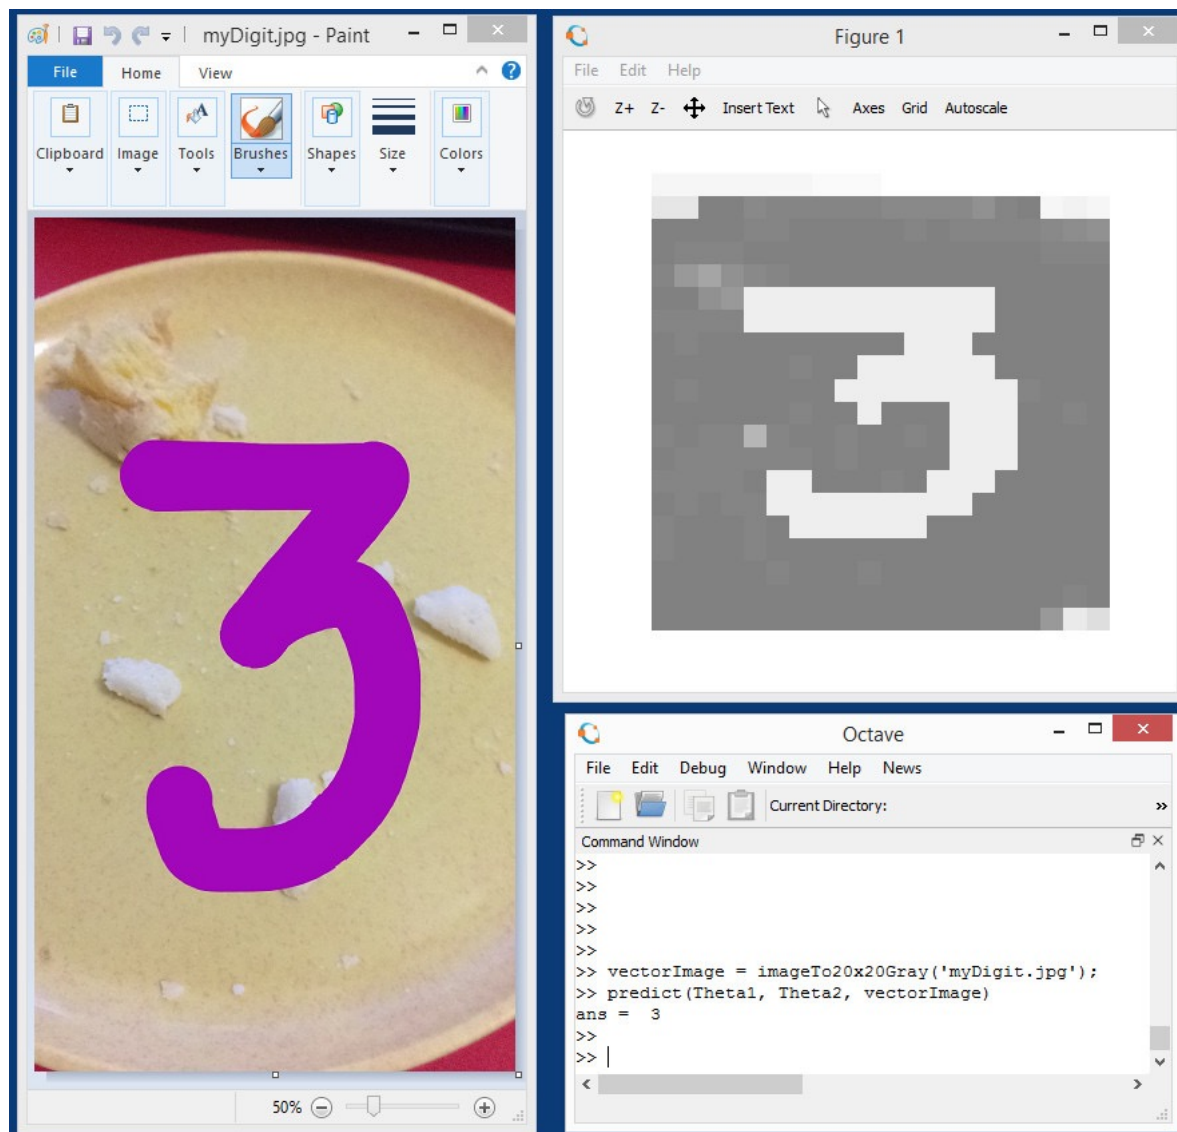 myDigit.jpg - Paint
File Home View
Clipboard Image Tools Brushes Shapes Size Colors
3
50%
Figure 1
File Edit Help
Z+ Z- Insert Text Axes Grid Autoscale
3
Octave
File Edit Debug Window Help News
Current Directory: »
Command Window
>>
>>
>>
>>
>>
>> vectorImage = imageTo20x20Gray('myDigit.jpg');
>> predict(Theta1, Theta2, vectorImage)
ans =  3
>>
>>